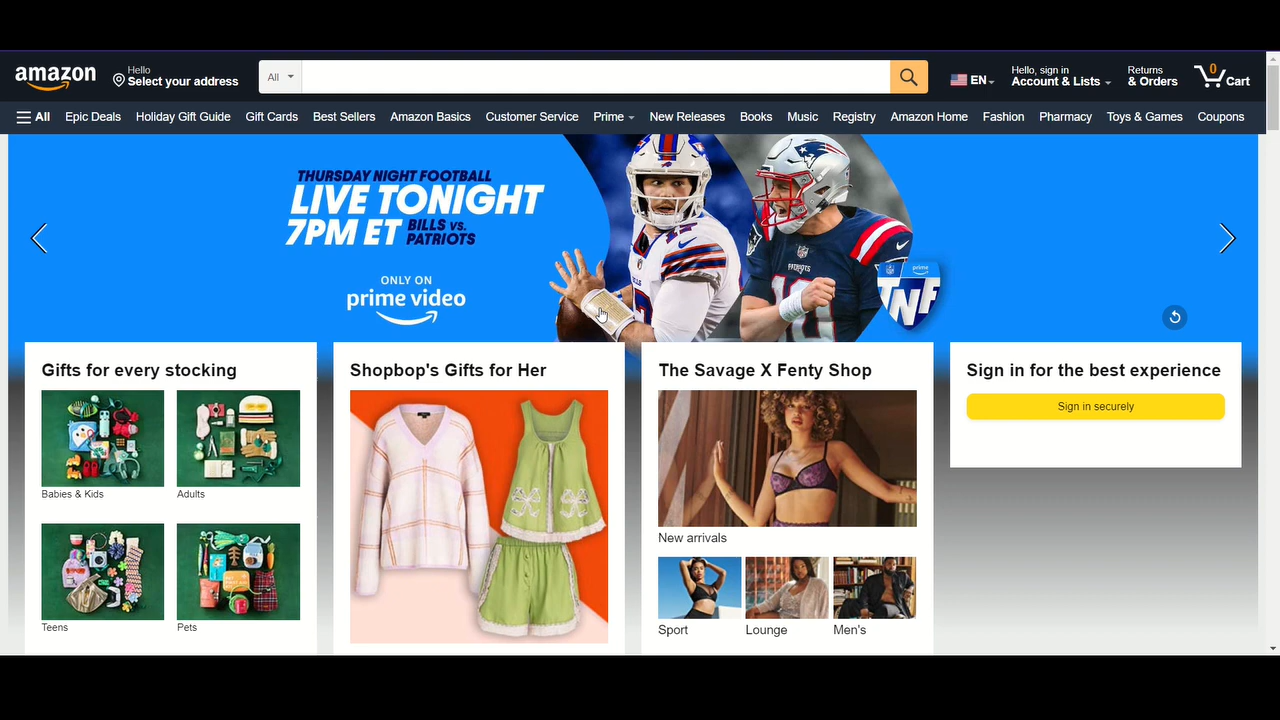 amazon
Hello
Select your address
All
EN
Hello, sign in
Account & Lists
Returns
& Orders
0
Cart
All
Epic Deals
Holiday Gift Guide
Gift Cards
Best Sellers
Amazon Basics
Customer Service
Prime
New Releases
Books
Music
Registry
Amazon Home
Fashion
Pharmacy
Toys & Games
Coupons
THURSDAY NIGHT FOOTBALL
LIVE TONIGHT
7PM ET BILLS vs.
PATRIOTS
ONLY ON
prime video
PATRIOTS
NFL
prime
TNF
Gifts for every stocking
Babies & Kids
Adults
Teens
Pets
Shopbop's Gifts for Her
The Savage X Fenty Shop
New arrivals
Sport
Lounge
Men's
Sign in for the best experience
Sign in securely